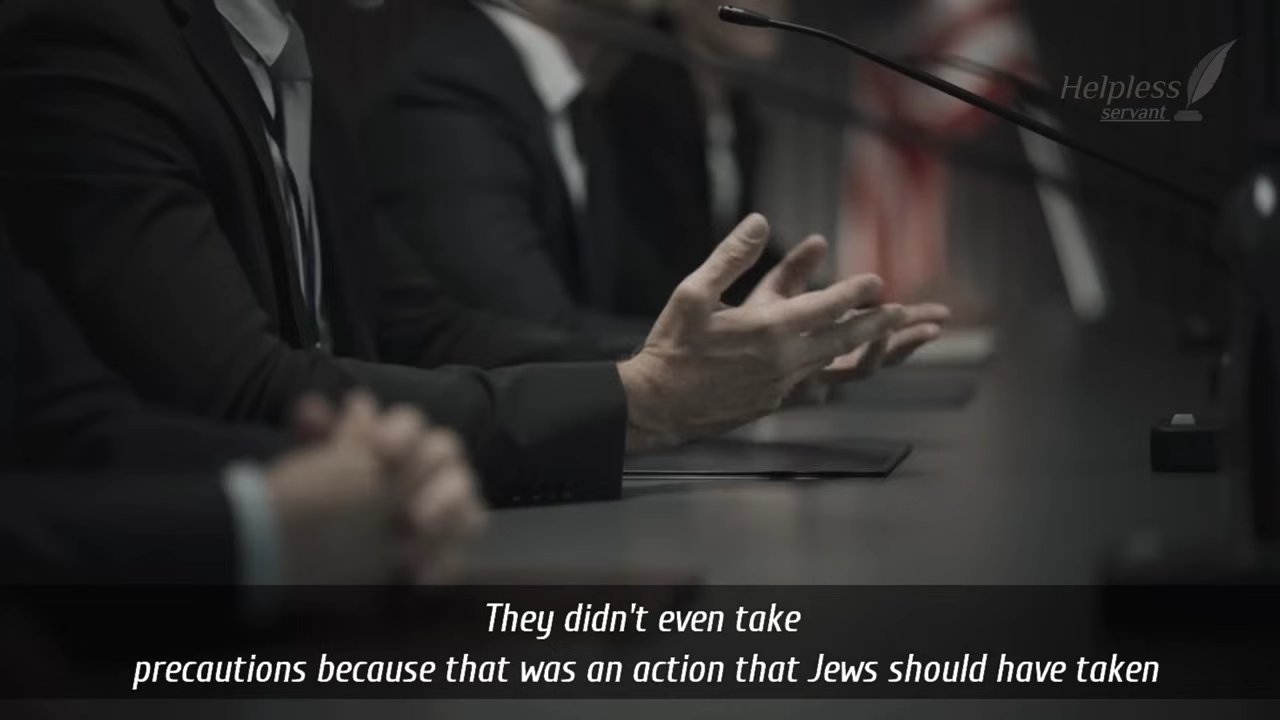 Helpless
servant
They didn't even take
precautions because that was an action that Jews should have taken